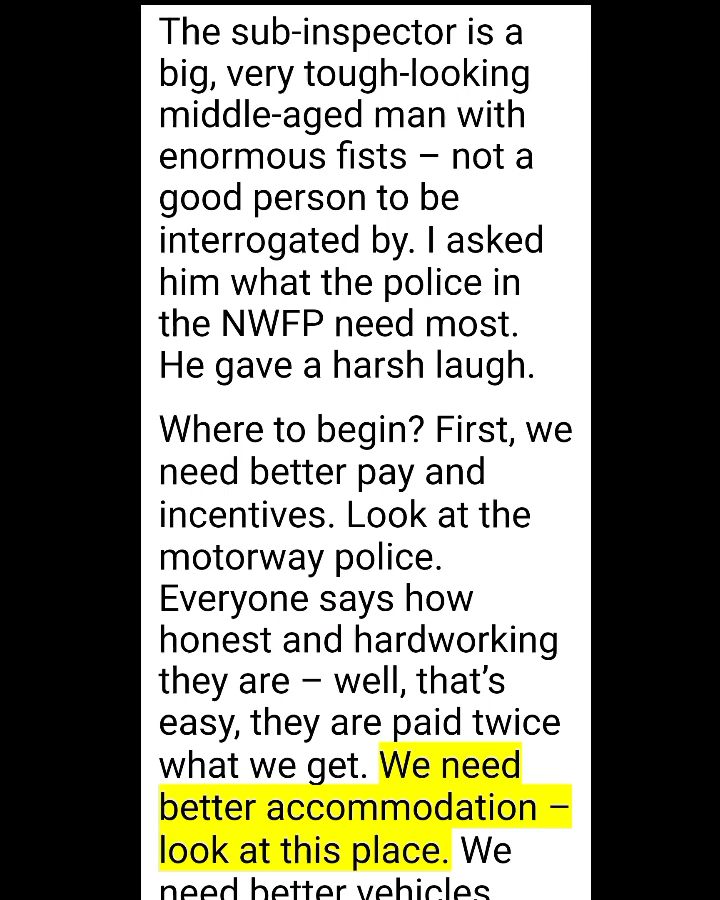 The sub-inspector is a
big, very tough-looking
middle-aged man with
enormous fists – not a
good person to be
interrogated by. I asked
him what the police in
the NWFP need most.
He gave a harsh laugh.
Where to begin? First, we
need better pay and
incentives. Look at the
motorway police.
Everyone says how
honest and hardworking
they are – well, that’s
easy, they are paid twice
what we get. We need
better accommodation –
look at this place. We
need better vehicles